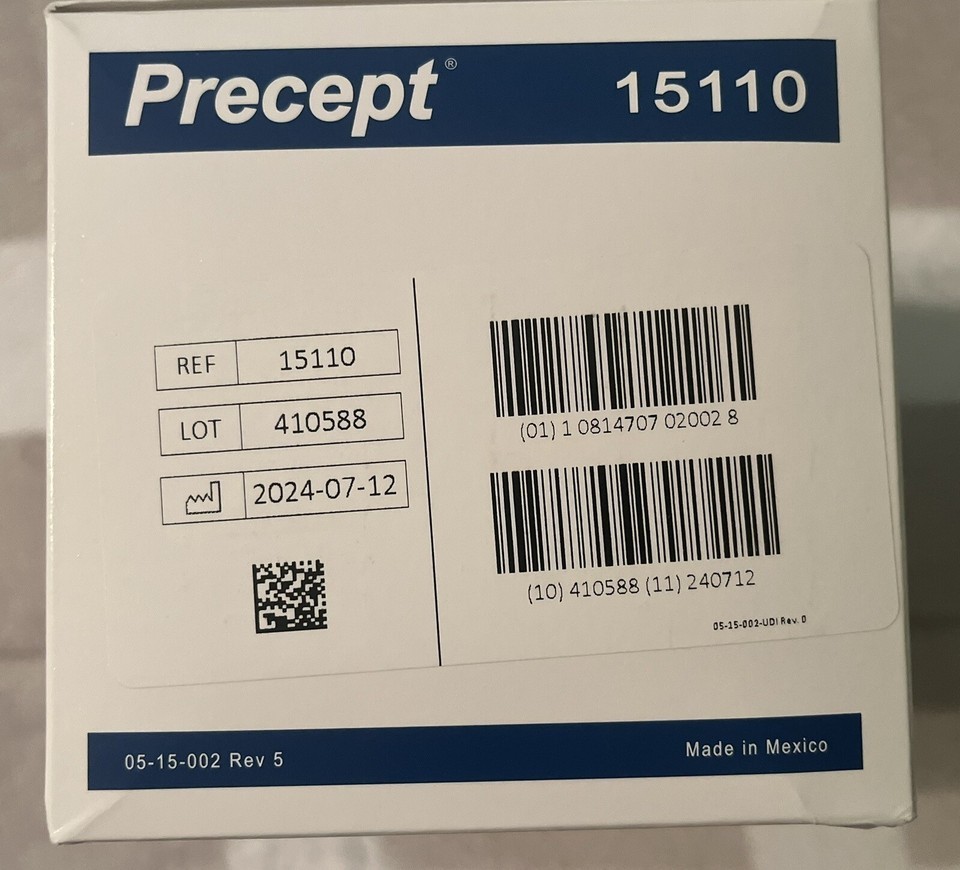 Precept® 15110
REF 15110
LOT 410588
2024-07-12
(01) 1 0814707 02002 8
(10) 410588 (11) 240712
05-15-002-UDI Rev. 0
05-15-002 Rev 5
Made in Mexico